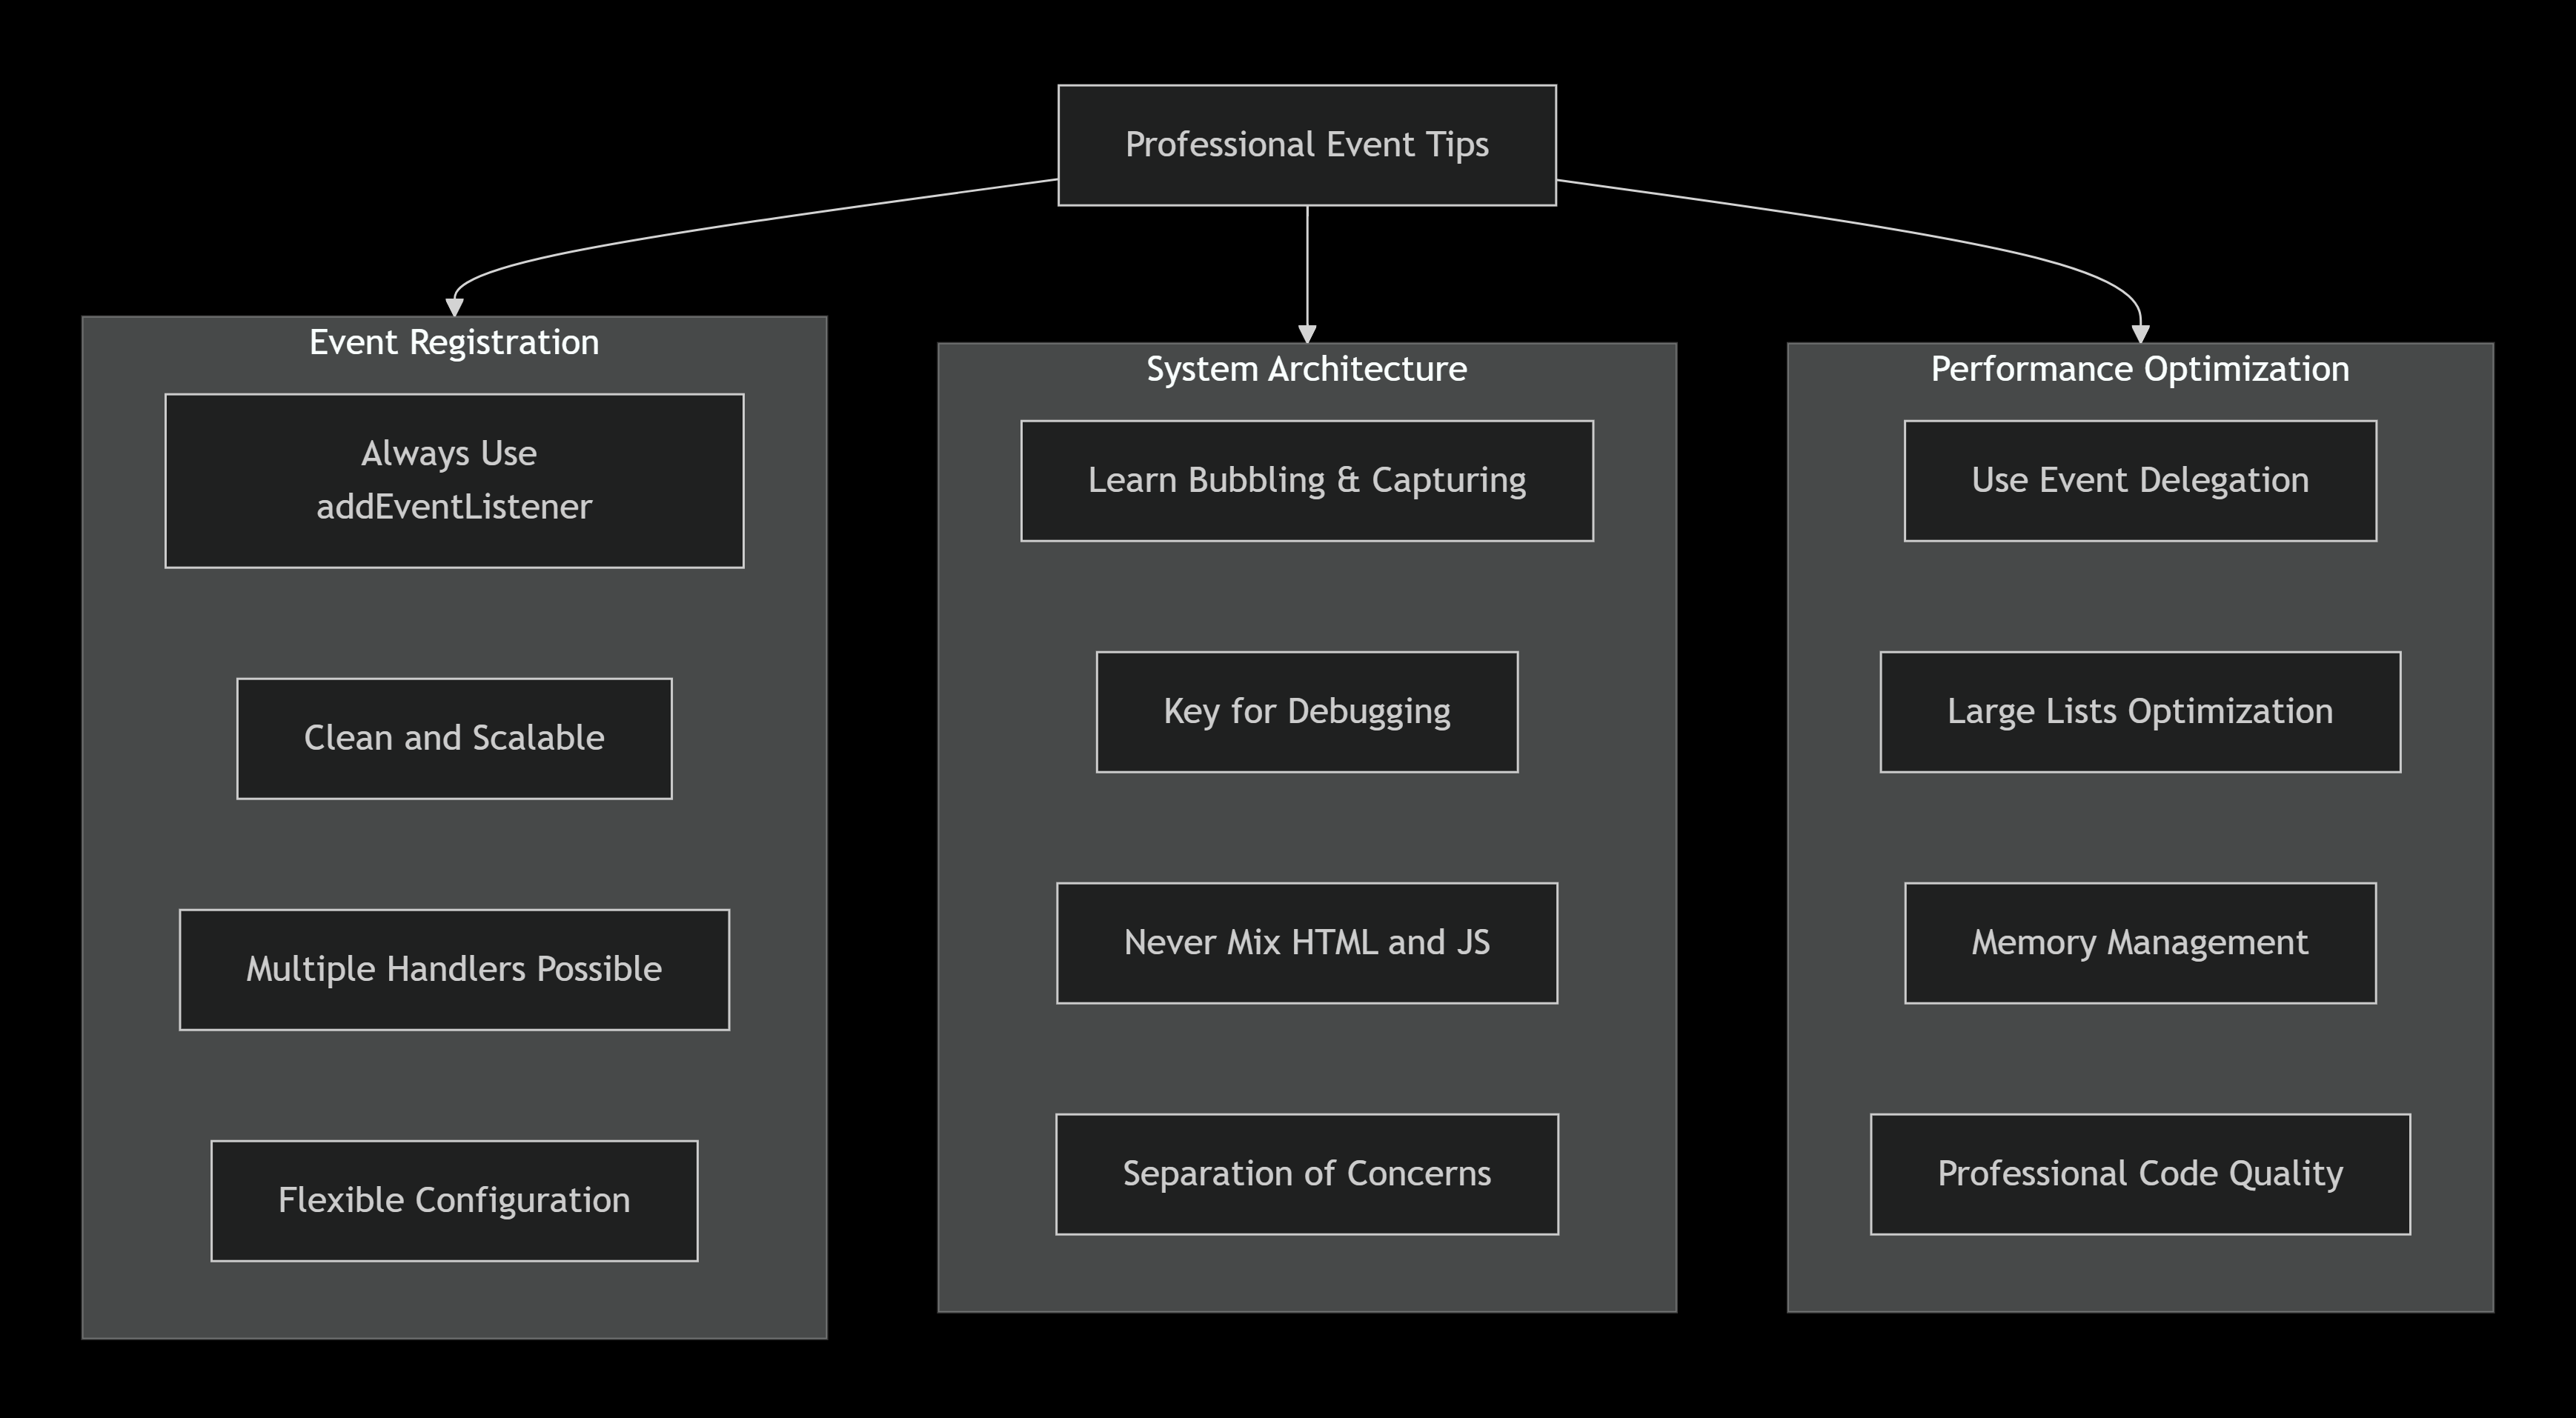 Professional Event Tips
Event Registration
Always Use
addEventListener
Clean and Scalable
Multiple Handlers Possible
Flexible Configuration
System Architecture
Learn Bubbling & Capturing
Key for Debugging
Never Mix HTML and JS
Separation of Concerns
Performance Optimization
Use Event Delegation
Large Lists Optimization
Memory Management
Professional Code Quality